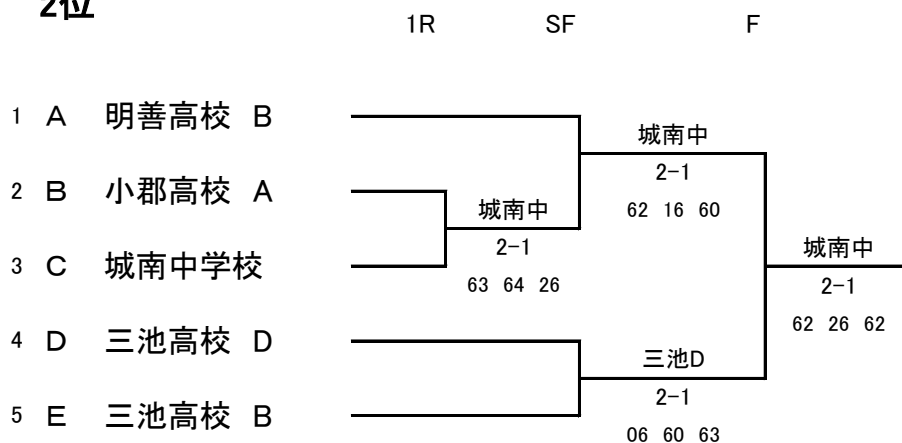 2位
1R SF F
1 A 明善高校 B
城南中
2-1
62 16 60
2 B 小郡高校 A
城南中
2-1
63 64 26
3 C 城南中学校
城南中
2-1
62 26 62
4 D 三池高校 D
三池D
2-1
06 60 63
5 E 三池高校 B